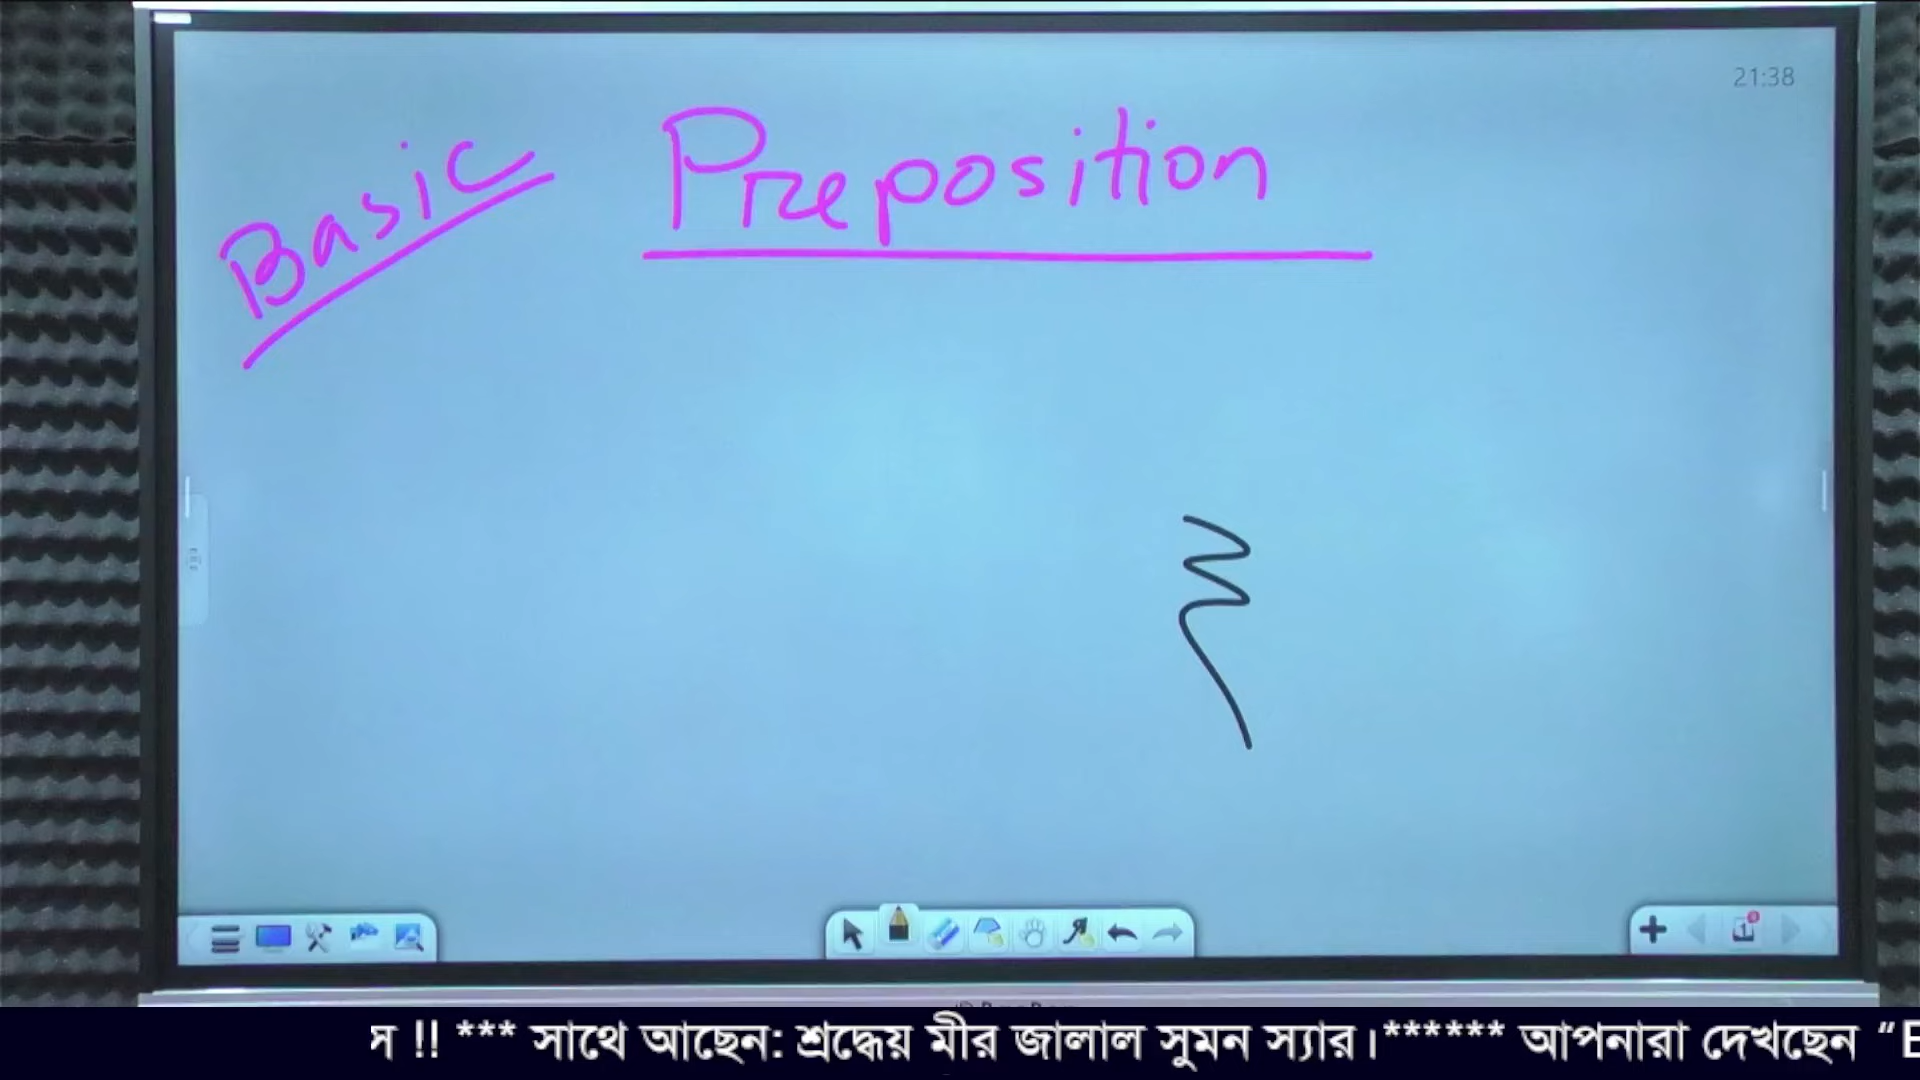 21:38
Basic Preposition
স !! *** সাথে আছেন: শ্রদ্ধেয় মীর জালাল সুমন স্যার।****** আপনারা দেখছেন “E